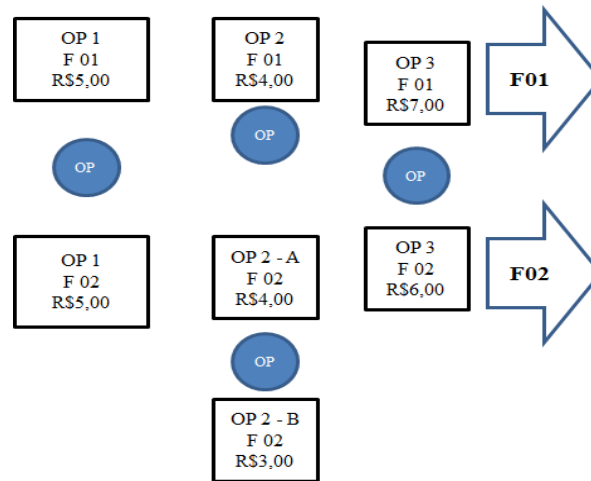 OP 1
F 01
R$5,00
OP 2
F 01
R$4,00
OP 3
F 01
R$7,00
F01
OP
OP
OP
OP 1
F 02
R$5,00
OP 2 - A
F 02
R$4,00
OP 3
F 02
R$6,00
F02
OP
OP 2 - B
F 02
R$3,00